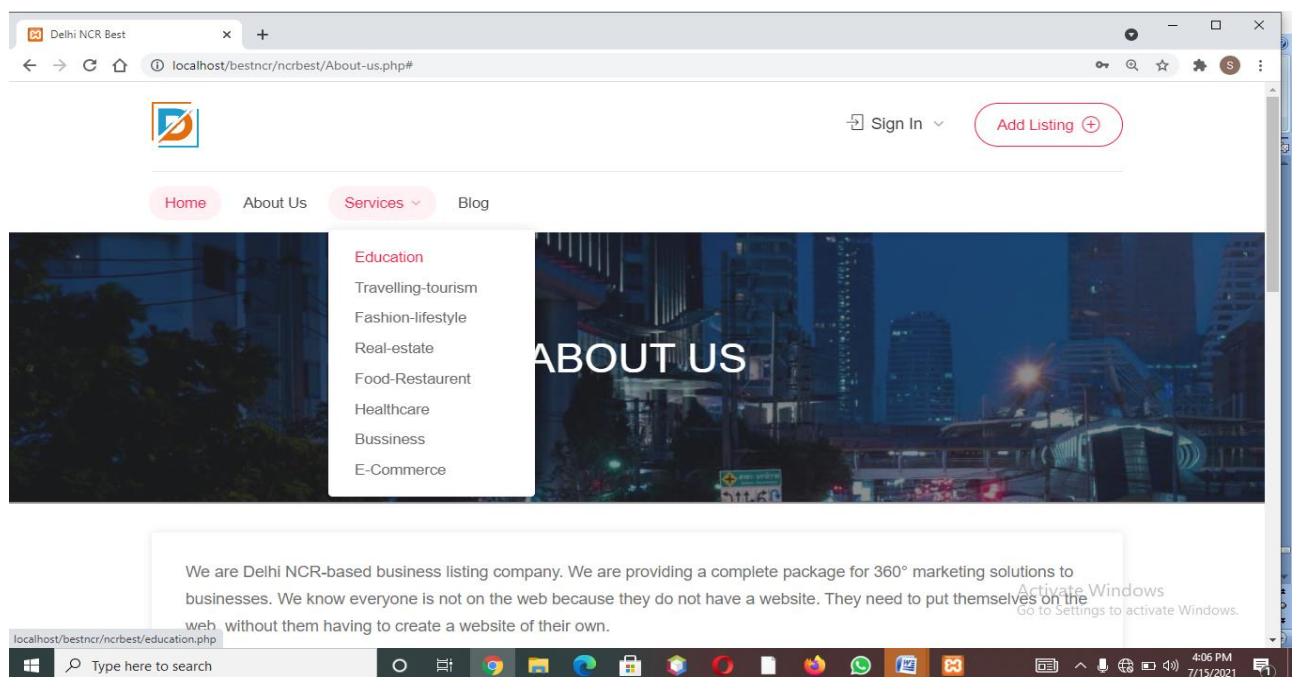 Delhi NCR Best
localhost/bestncr/ncrbest/About-us.php#
S
Sign In
Add Listing
Home About Us Services Blog
Education
Travelling-tourism
Fashion-lifestyle
Real-estate
Food-Restaurent
Healthcare
Bussiness
E-Commerce
ABOUT US
We are Delhi NCR-based business listing company. We are providing a complete package for 360° marketing solutions to
businesses. We know everyone is not on the web because they do not have a website. They need to put themselves on the
web, without them having to create a website of their own.
Activate Windows
Go to Settings to activate Windows.
localhost/bestncr/ncrbest/education.php
Type here to search
4:06 PM
7/15/2021